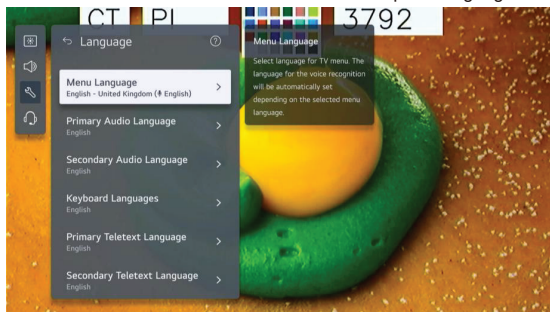 CT PL 3792
Language
Menu Language
English - United Kingdom (English)
Primary Audio Language
English
Secondary Audio Language
English
Keyboard Languages
English
Primary Teletext Language
English
Secondary Teletext Language
English
Menu Language
Select language for TV menu. The
language for the voice recognition
will be automatically set
depending on the selected menu
language.